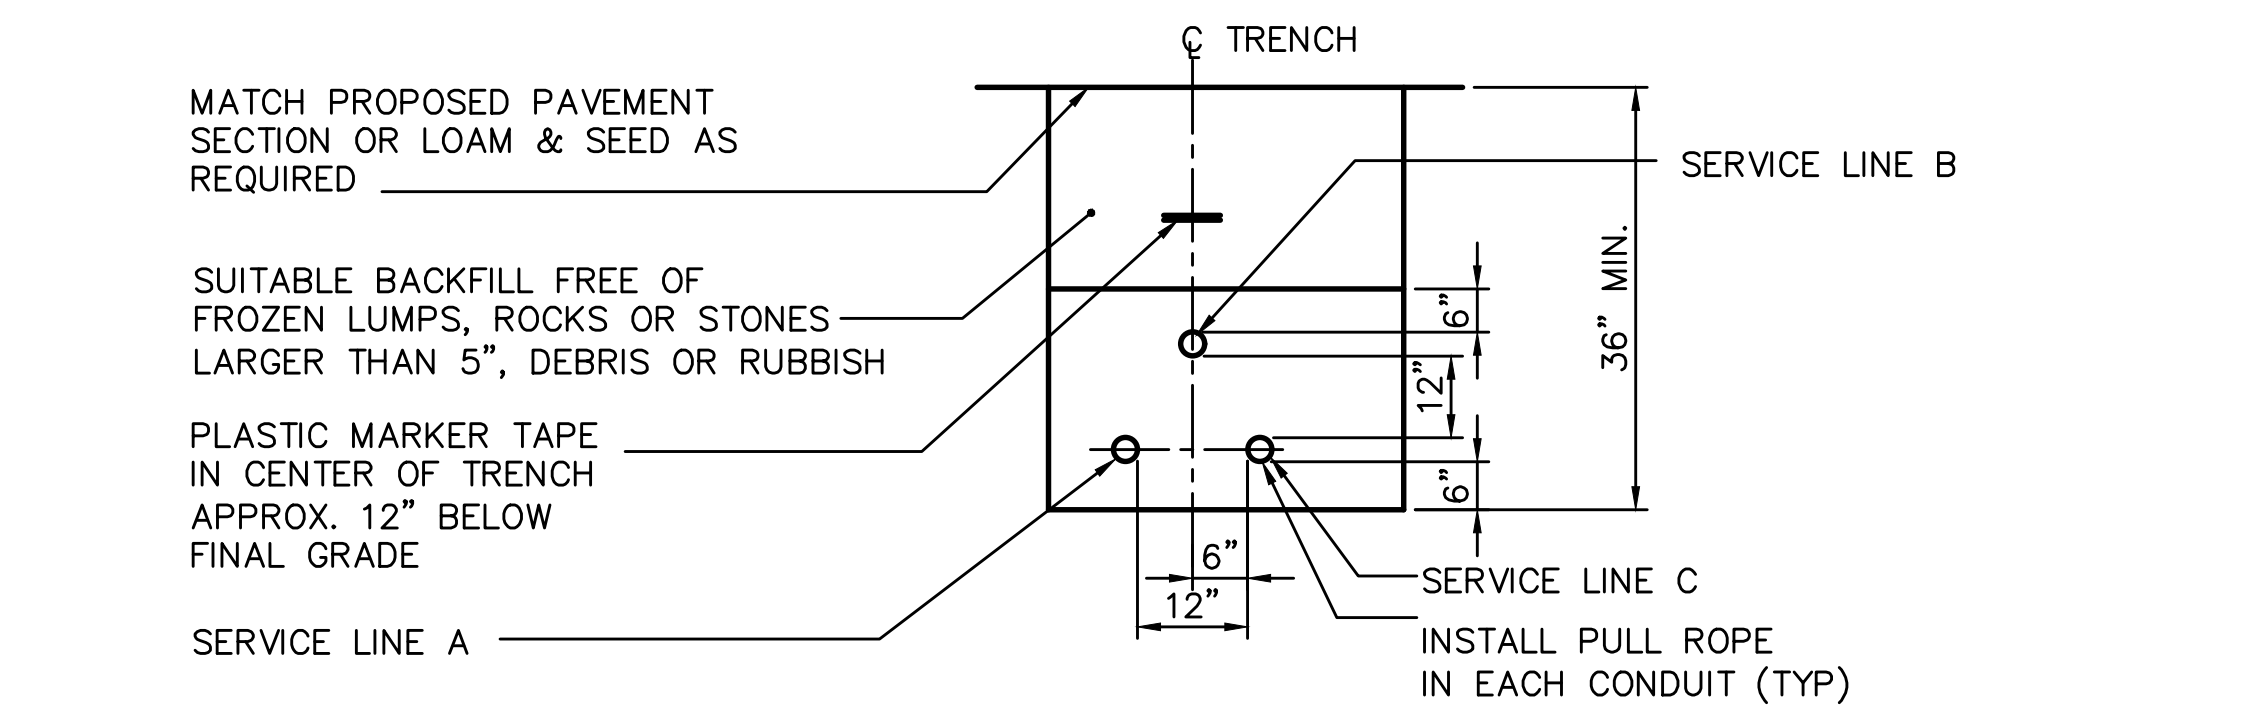 ℄ TRENCH
MATCH PROPOSED PAVEMENT
SECTION OR LOAM & SEED AS
REQUIRED
SERVICE LINE B
SUITABLE BACKFILL FREE OF
FROZEN LUMPS, ROCKS OR STONES
LARGER THAN 5", DEBRIS OR RUBBISH
6"
36" MIN.
12"
6"
PLASTIC MARKER TAPE
IN CENTER OF TRENCH
APPROX. 12" BELOW
FINAL GRADE
6"
12"
SERVICE LINE A
SERVICE LINE C
INSTALL PULL ROPE
IN EACH CONDUIT (TYP)